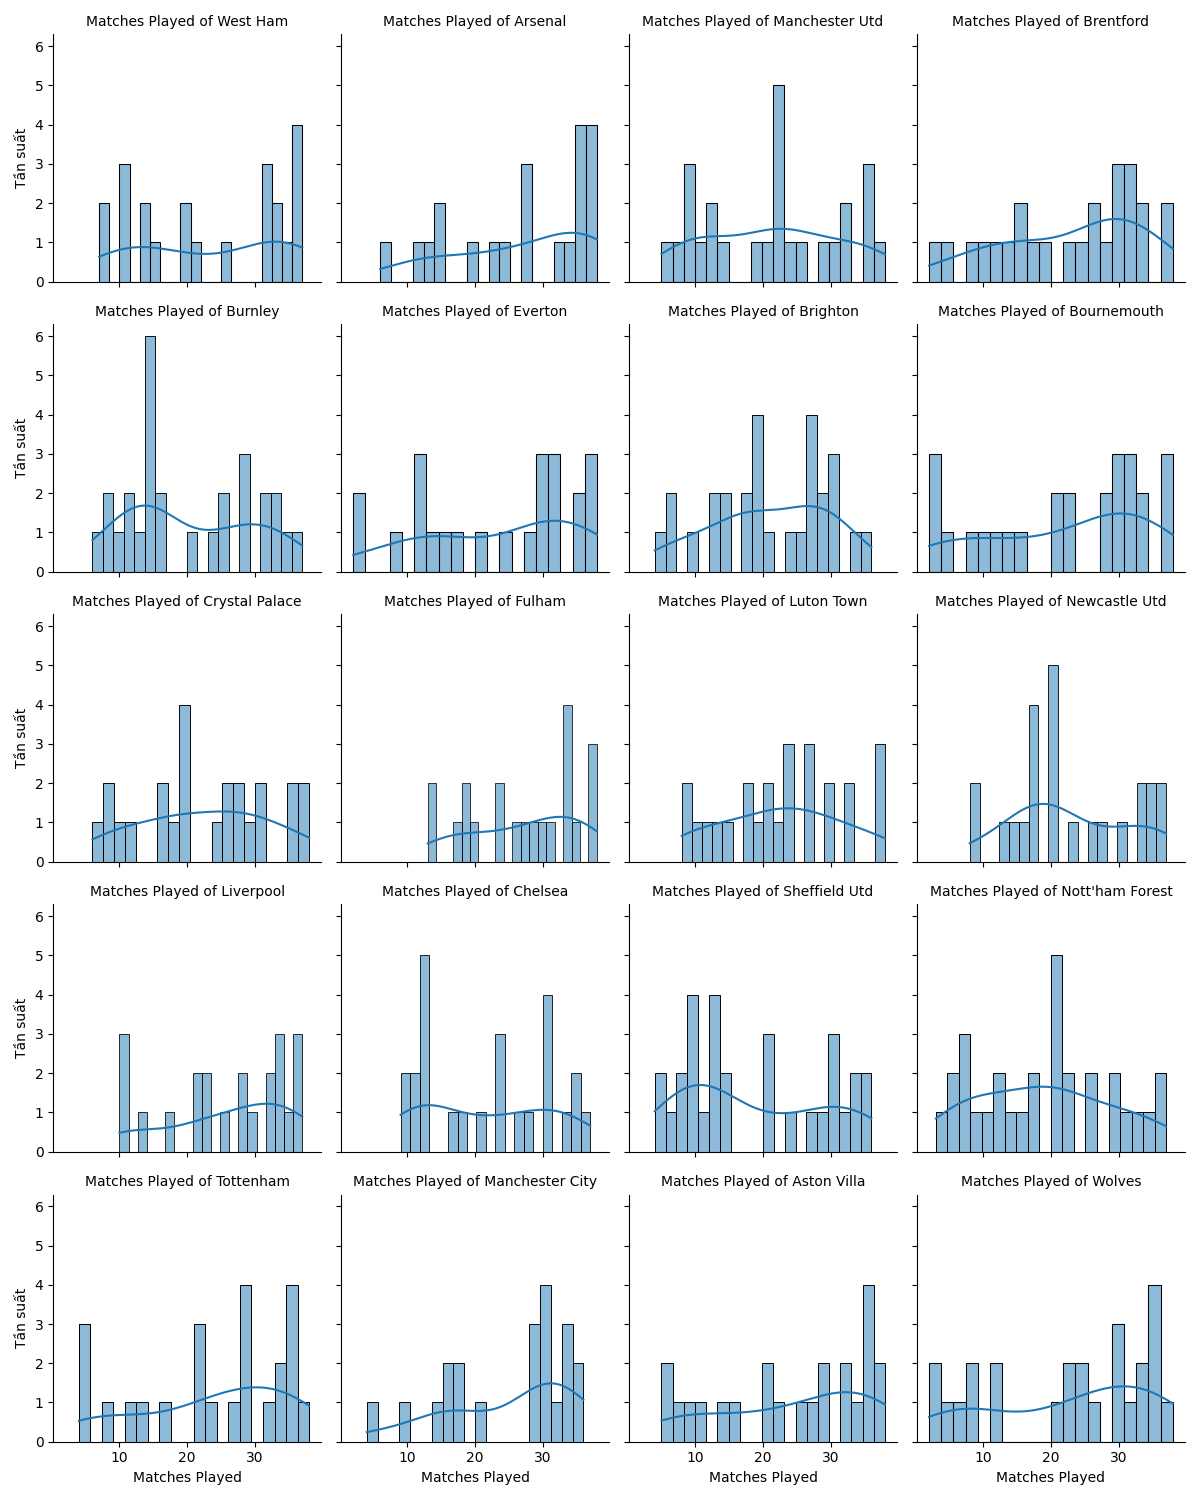 Matches Played of West Ham
Matches Played of Arsenal
Matches Played of Manchester Utd
Matches Played of Brentford
6
5
4
3
2
1
0
Tần suất
Matches Played of Burnley
Matches Played of Everton
Matches Played of Brighton
Matches Played of Bournemouth
6
5
4
3
2
1
0
Tần suất
Matches Played of Crystal Palace
Matches Played of Fulham
Matches Played of Luton Town
Matches Played of Newcastle Utd
6
5
4
3
2
1
0
Tần suất
Matches Played of Liverpool
Matches Played of Chelsea
Matches Played of Sheffield Utd
Matches Played of Nott'ham Forest
6
5
4
3
2
1
0
Tần suất
Matches Played of Tottenham
Matches Played of Manchester City
Matches Played of Aston Villa
Matches Played of Wolves
6
5
4
3
2
1
0
Tần suất
10 20 30
10 20 30
10 20 30
10 20 30
Matches Played
Matches Played
Matches Played
Matches Played